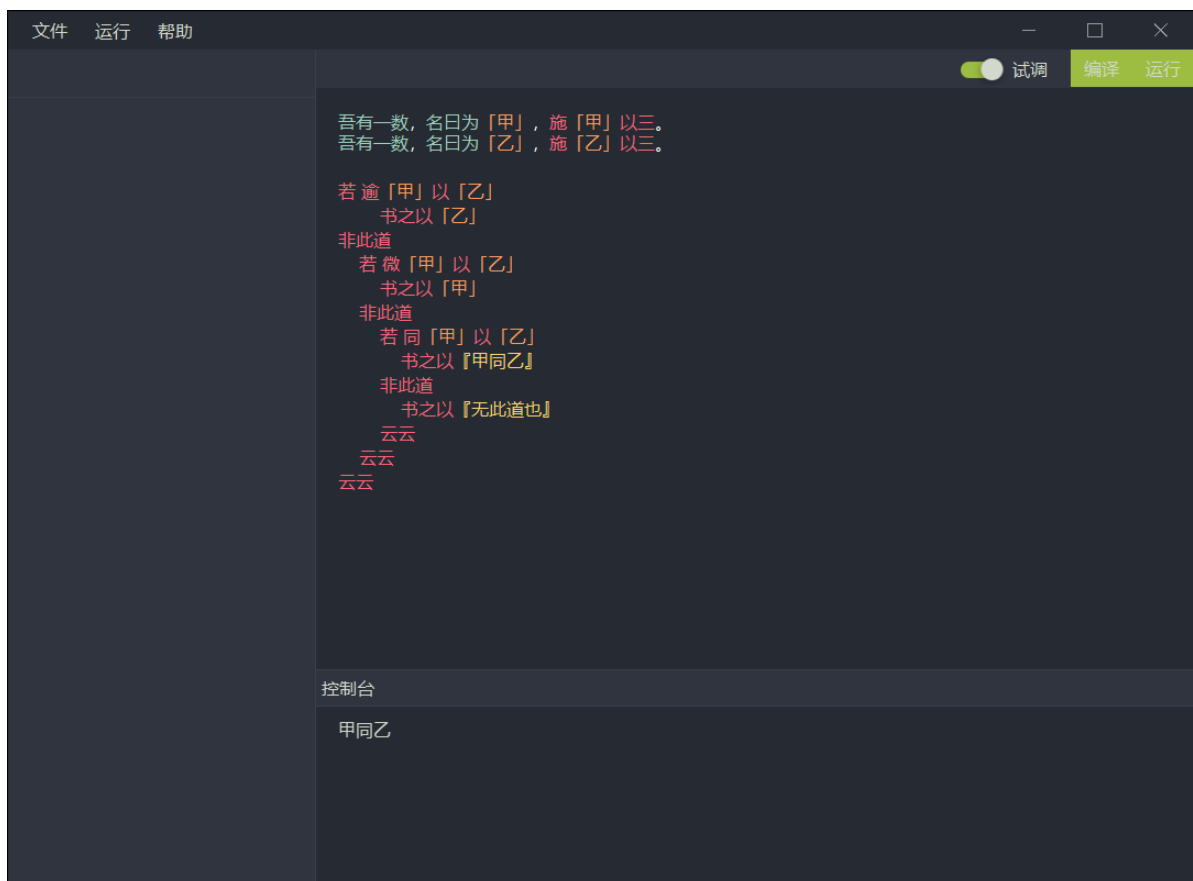 文件 运行 帮助
试调 编译 运行
吾有一数，名曰为「甲」，施「甲」以三。
吾有一数，名曰为「乙」，施「乙」以三。
若 逾「甲」以「乙」
书之以「乙」
非此道
若 微「甲」以「乙」
书之以「甲」
非此道
若 同「甲」以「乙」
书之以『甲同乙』
非此道
书之以『无此道也』
云云
云云
云云
控制台
甲同乙